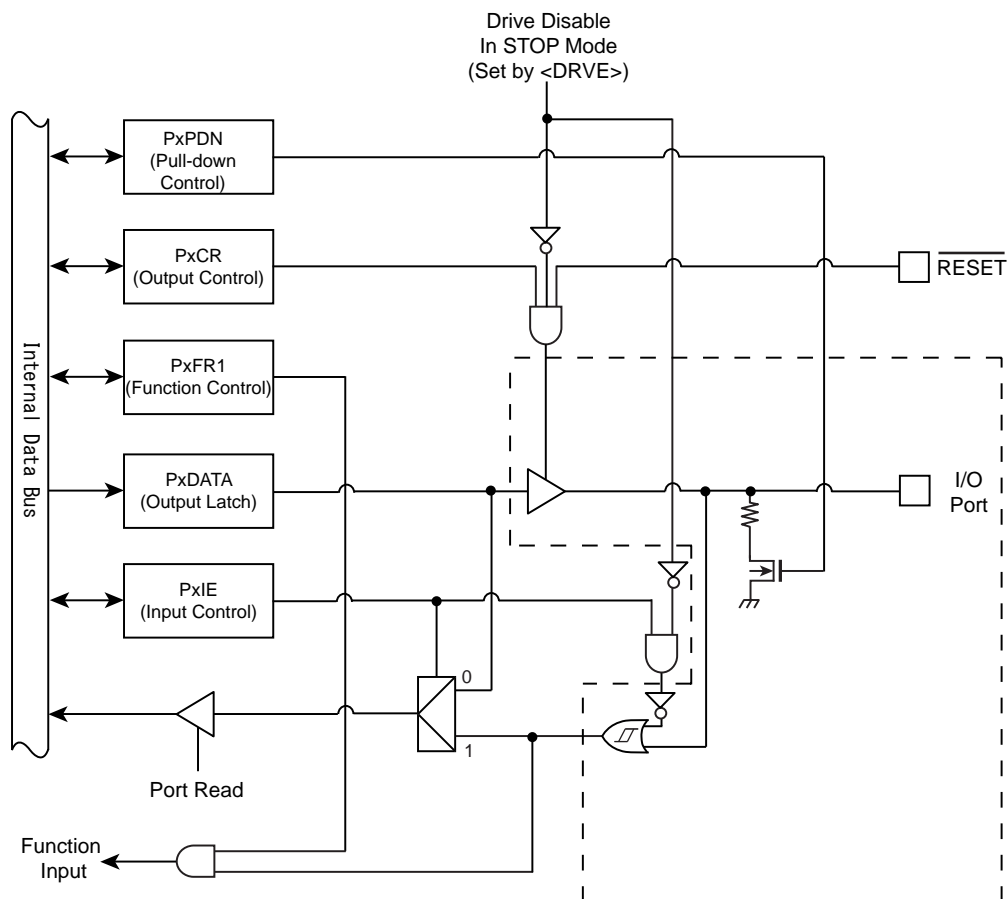 Drive Disable
In STOP Mode
(Set by <DRVE>)
PxPDN
(Pull-down
Control)
PxCR
(Output Control)
RESET
PxFR1
(Function Control)
Internal Data Bus
PxDATA
(Output Latch)
I/O
Port
PxIE
(Input Control)
0
1
Port Read
Function
Input